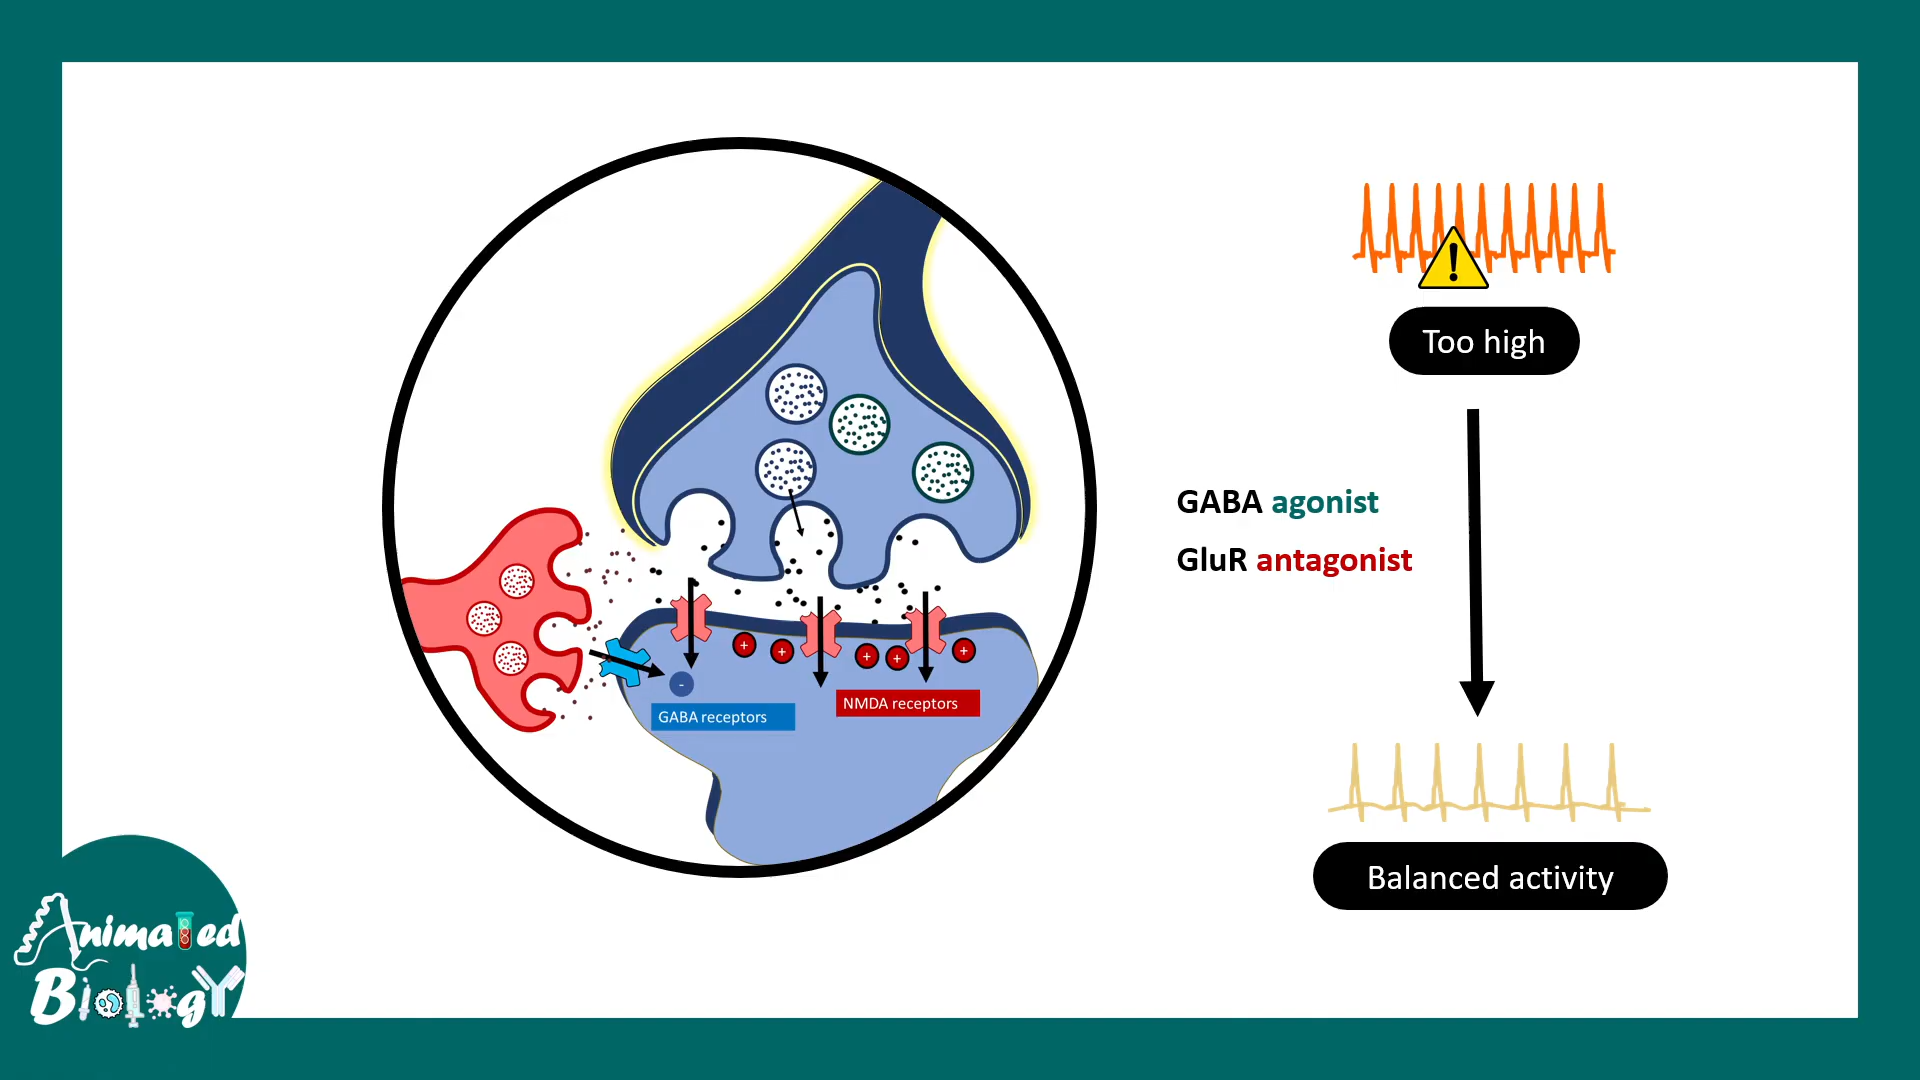 Too high
GABA agonist
GluR antagonist
+ + + + +
-
GABA receptors
NMDA receptors
Balanced activity
Animated
Biology